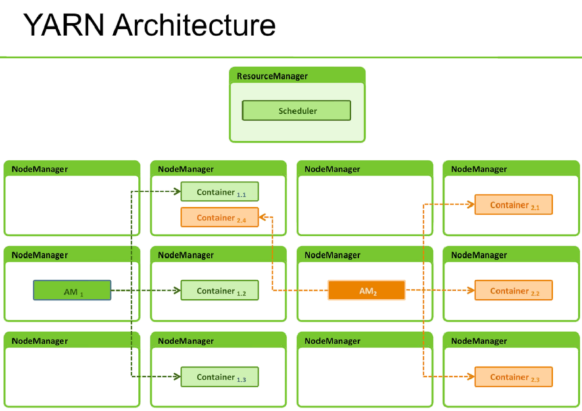 YARN Architecture
ResourceManager
Scheduler
NodeManager
NodeManager
NodeManager
NodeManager
Container 1.1
Container 2.4
Container 2.1
NodeManager
NodeManager
NodeManager
NodeManager
AM 1
Container 1.2
AM2
Container 2.2
NodeManager
NodeManager
NodeManager
NodeManager
Container 1.3
Container 2.3